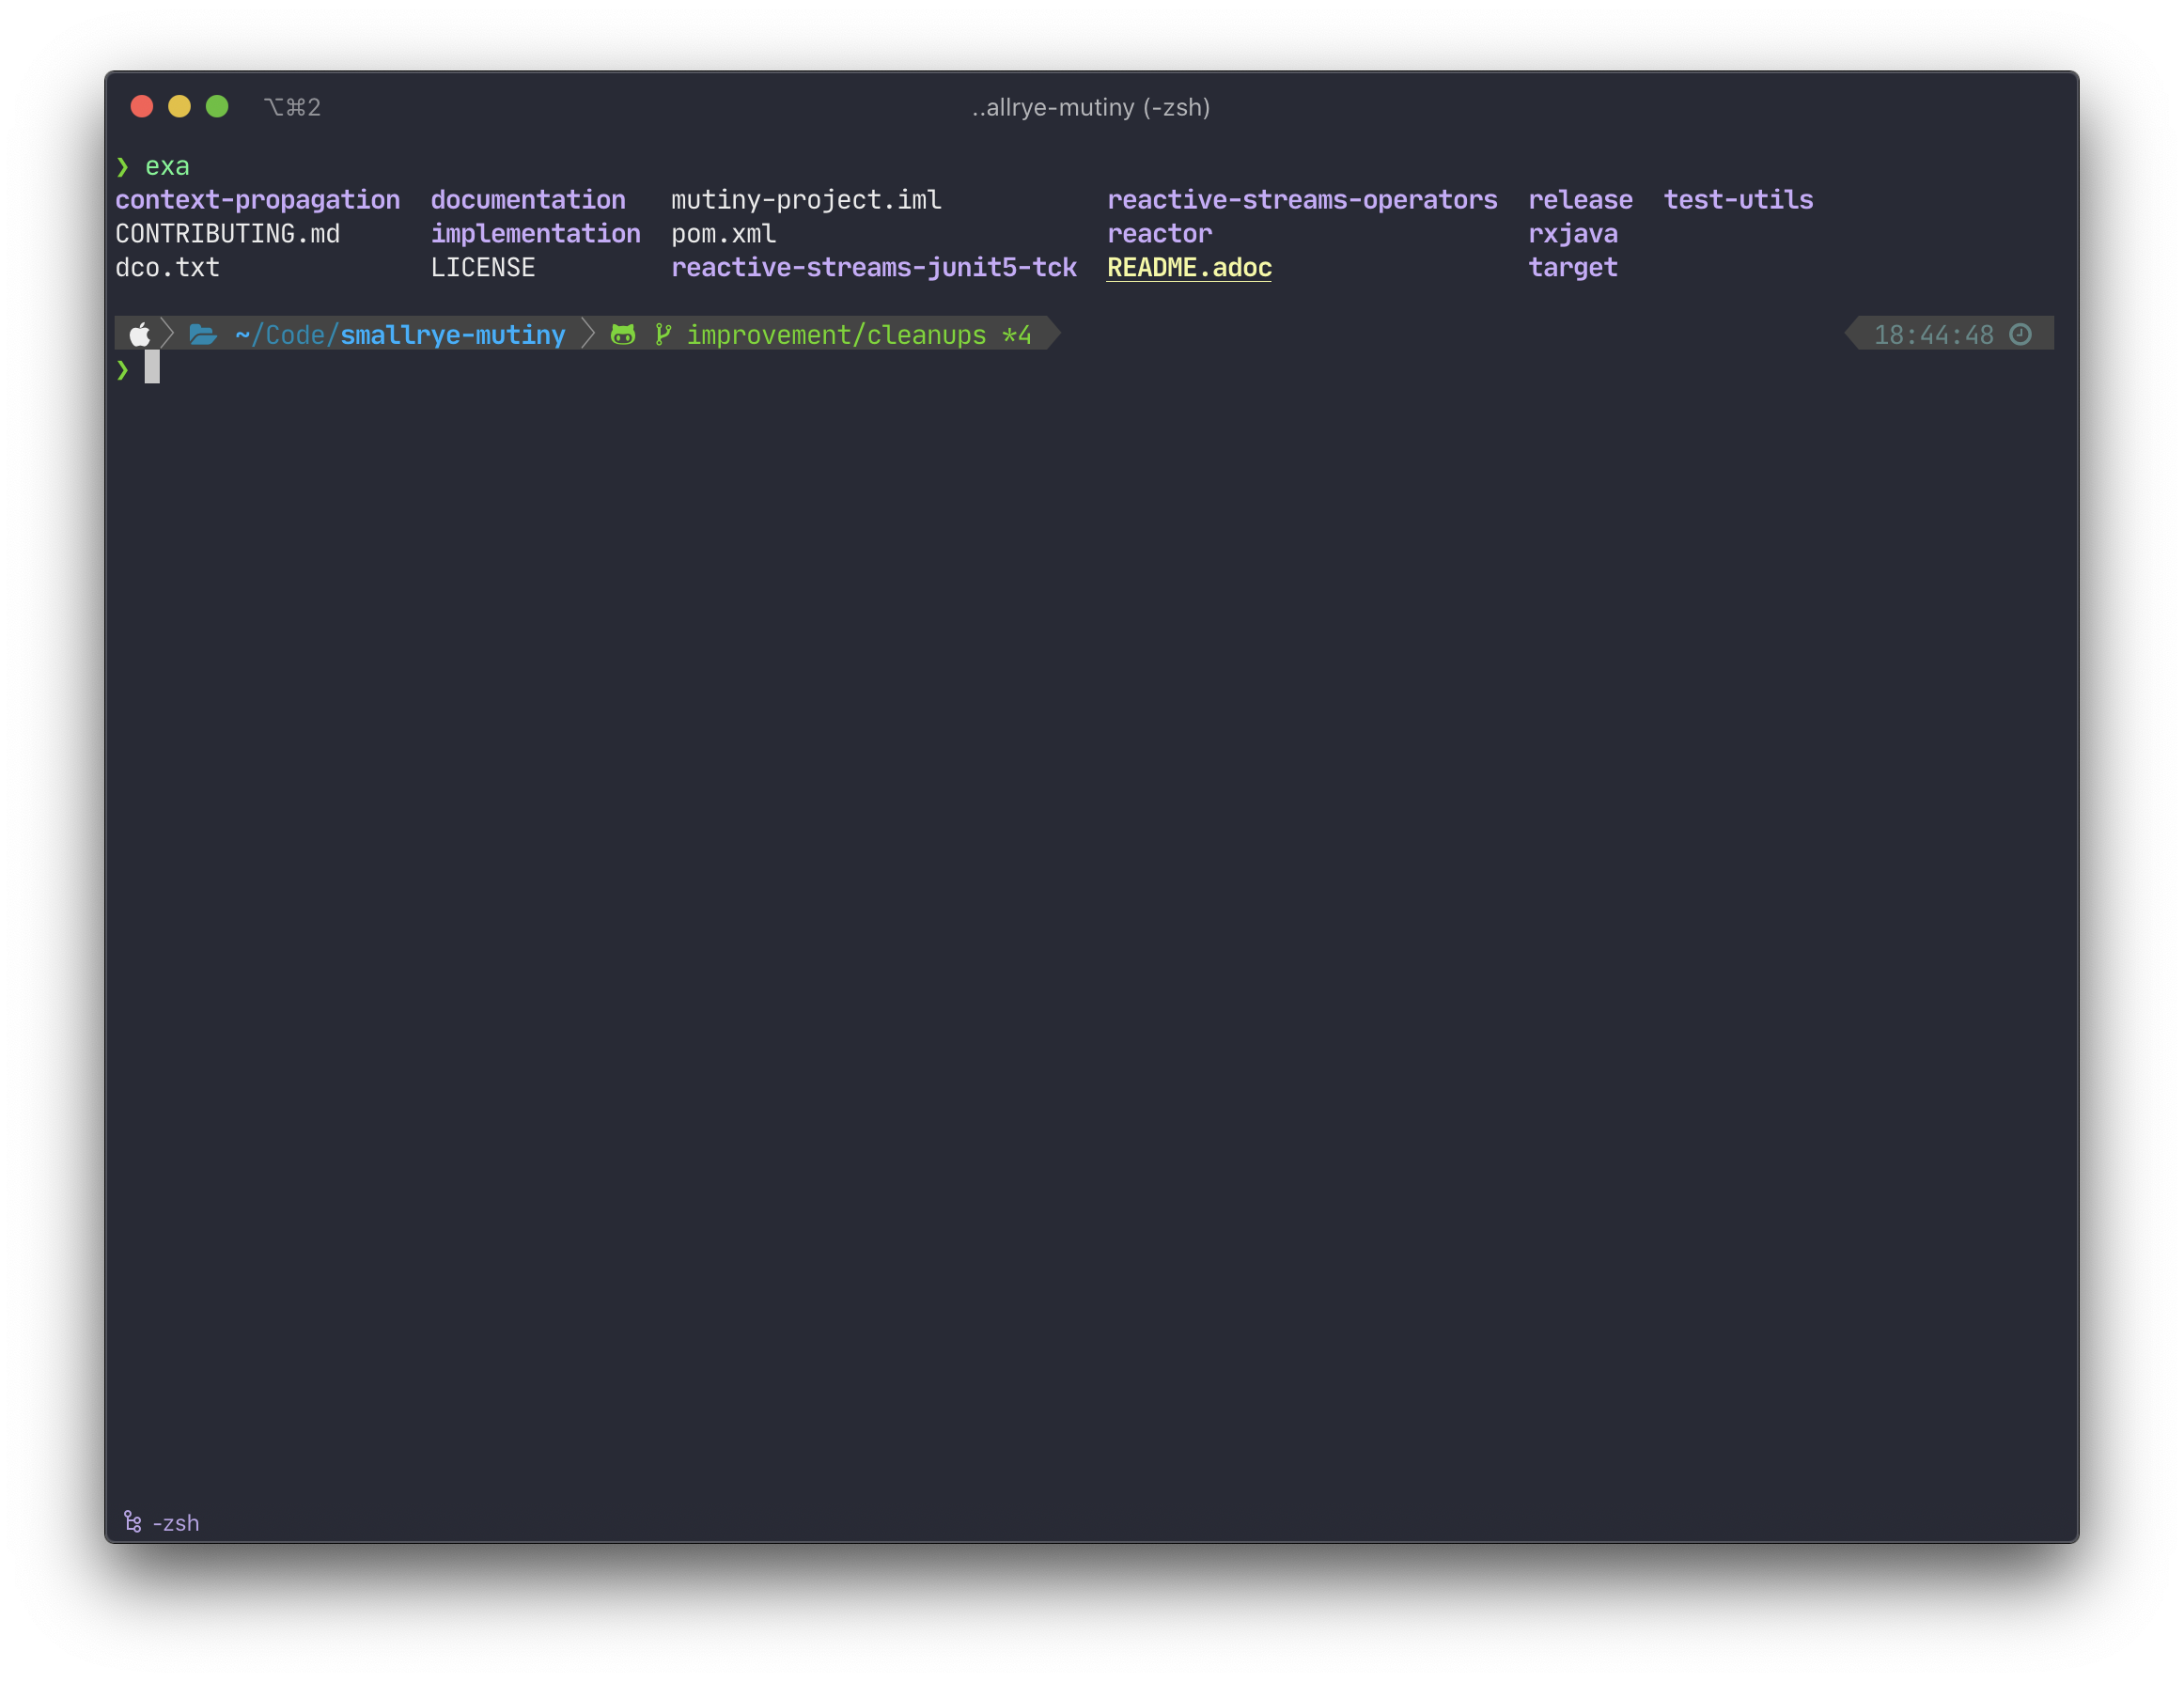 ⌥⌘2 ..allrye-mutiny (-zsh)
❯ exa
context-propagation documentation mutiny-project.iml reactive-streams-operators release test-utils
CONTRIBUTING.md implementation pom.xml reactor rxjava
dco.txt LICENSE reactive-streams-junit5-tck README.adoc target
~/Code/smallrye-mutiny improvement/cleanups *4 18:44:48
❯
-zsh